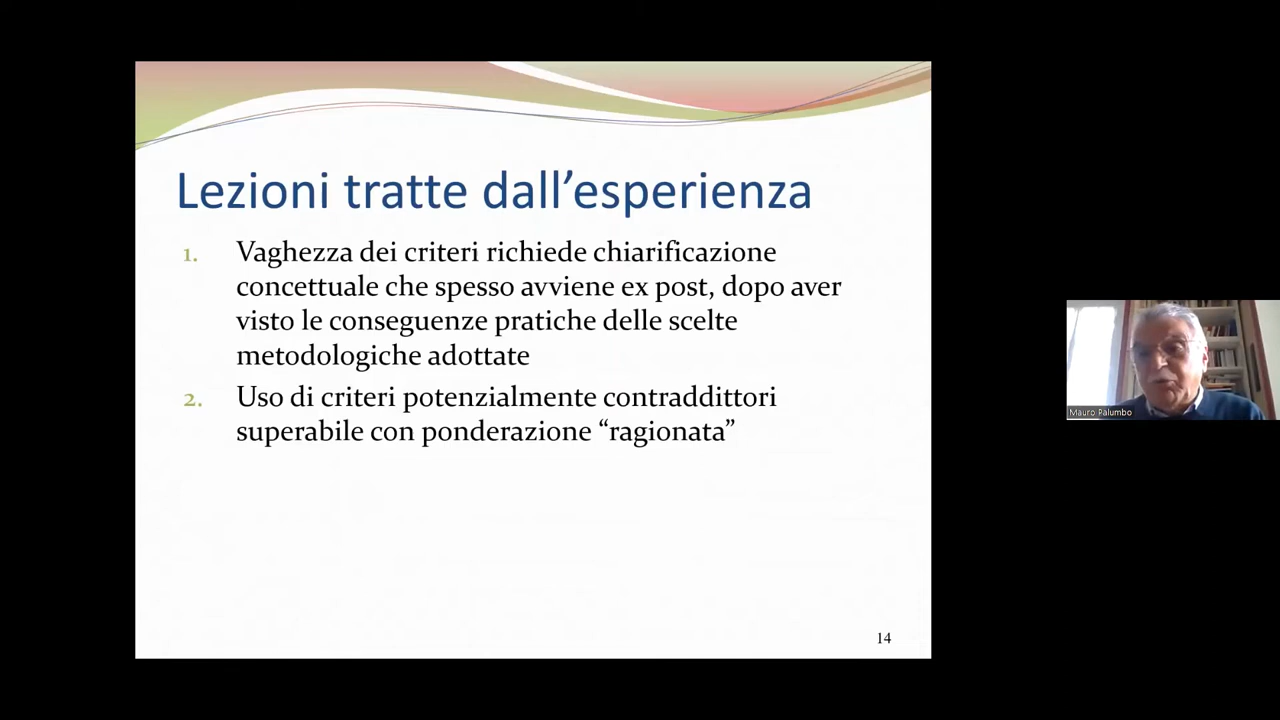 Lezioni tratte dall’esperienza
1. Vaghezza dei criteri richiede chiarificazione
concettuale che spesso avviene ex post, dopo aver
visto le conseguenze pratiche delle scelte
metodologiche adottate
2. Uso di criteri potenzialmente contraddittori
superabile con ponderazione “ragionata”
14
Mauro Palumbo